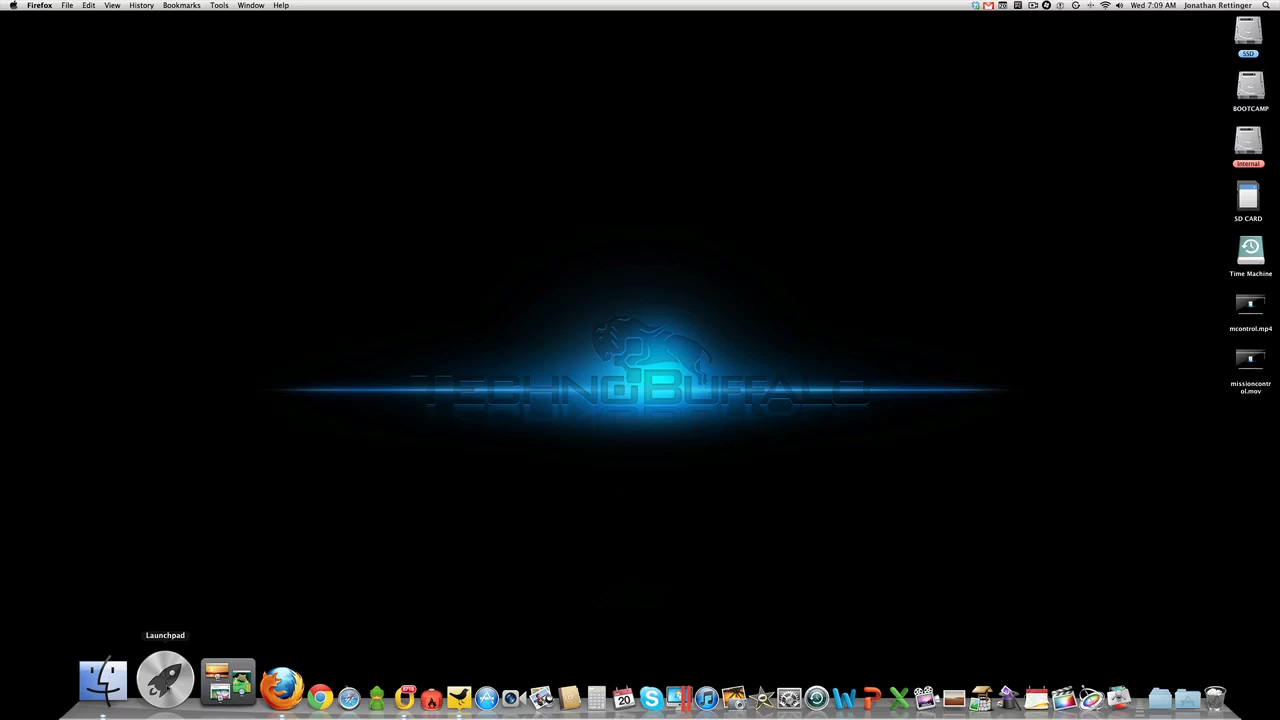 Firefox File Edit View History Bookmarks Tools Window Help Wed 7:09 AM Jonathan Rettinger
SSD
BOOTCAMP
Internal
SD CARD
Time Machine
mcontrol.mp4
missioncontr
ol.mov
TECHNOBUFFALO
Launchpad
20